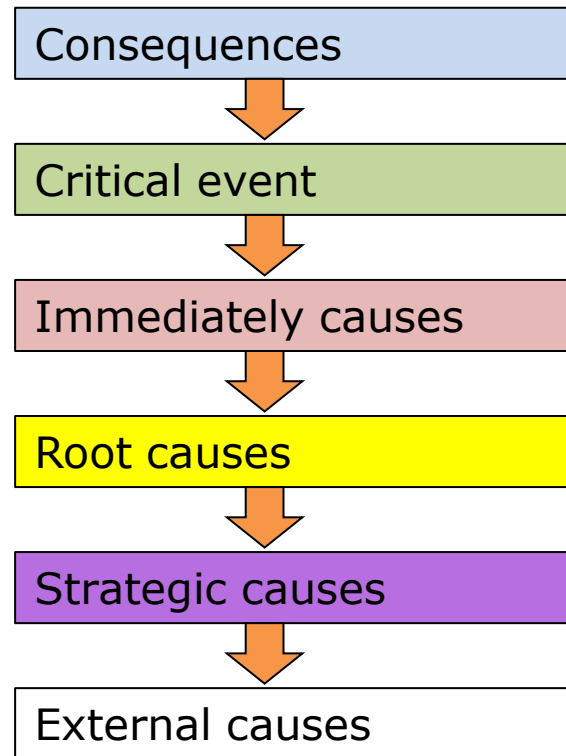 Consequences
Critical event
Immediately causes
Root causes
Strategic causes
External causes